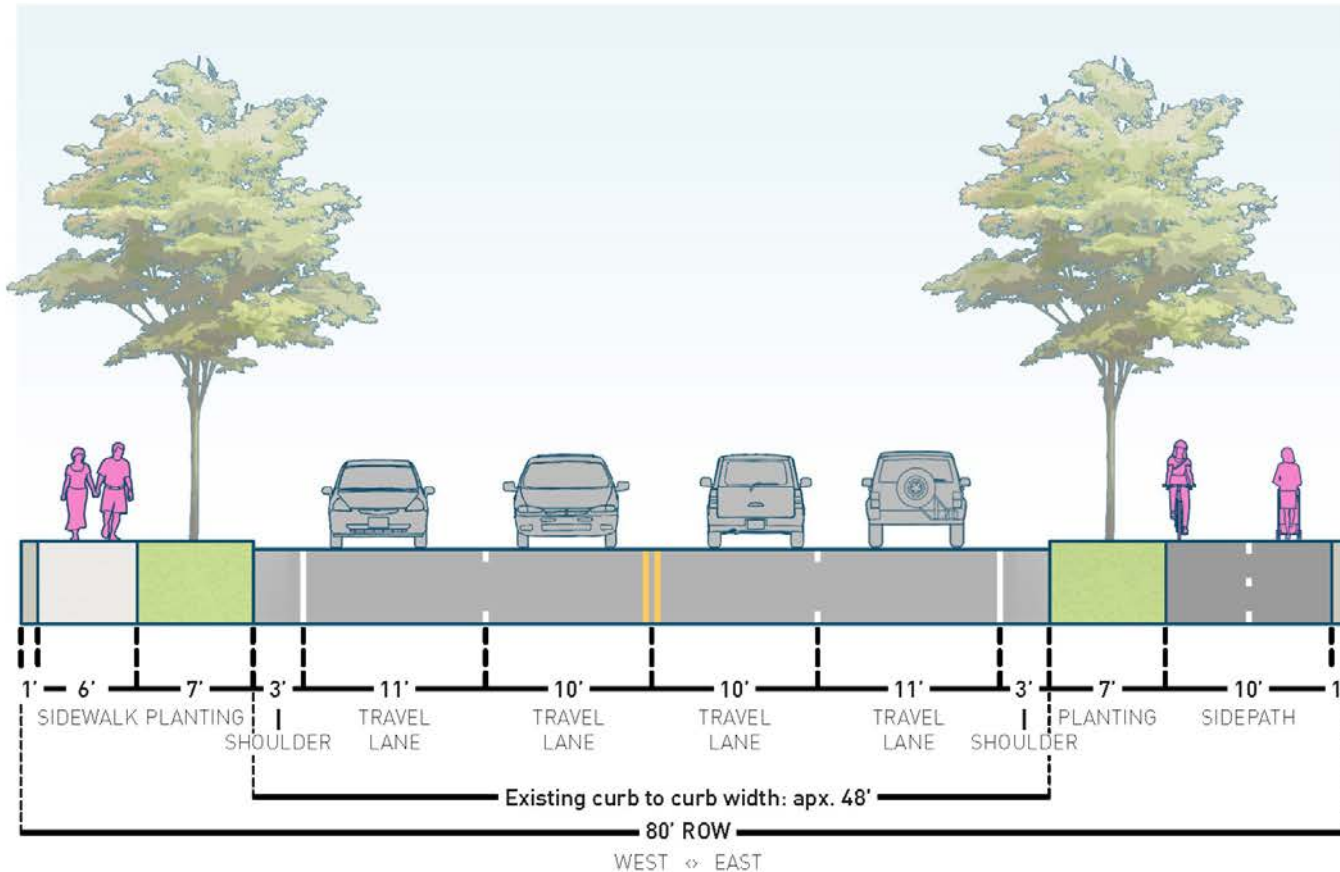 1' 6' 7' 3' 11' 10' 10' 11' 3' 7' 10' 1
SIDEWALK PLANTING TRAVEL TRAVEL TRAVEL TRAVEL PLANTING SIDEPATH
SHOULDER LANE LANE LANE LANE SHOULDER
Existing curb to curb width: apx. 48'
80' ROW
WEST <> EAST